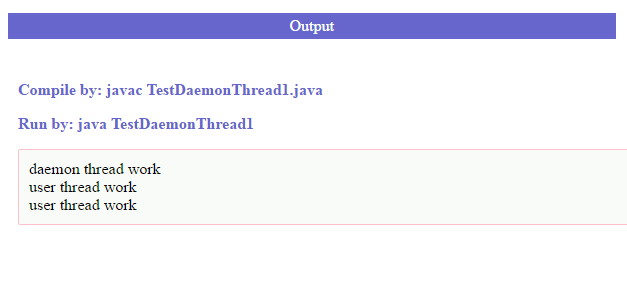 Output
Compile by: javac TestDaemonThread1.java
Run by: java TestDaemonThread1
daemon thread work
user thread work
user thread work